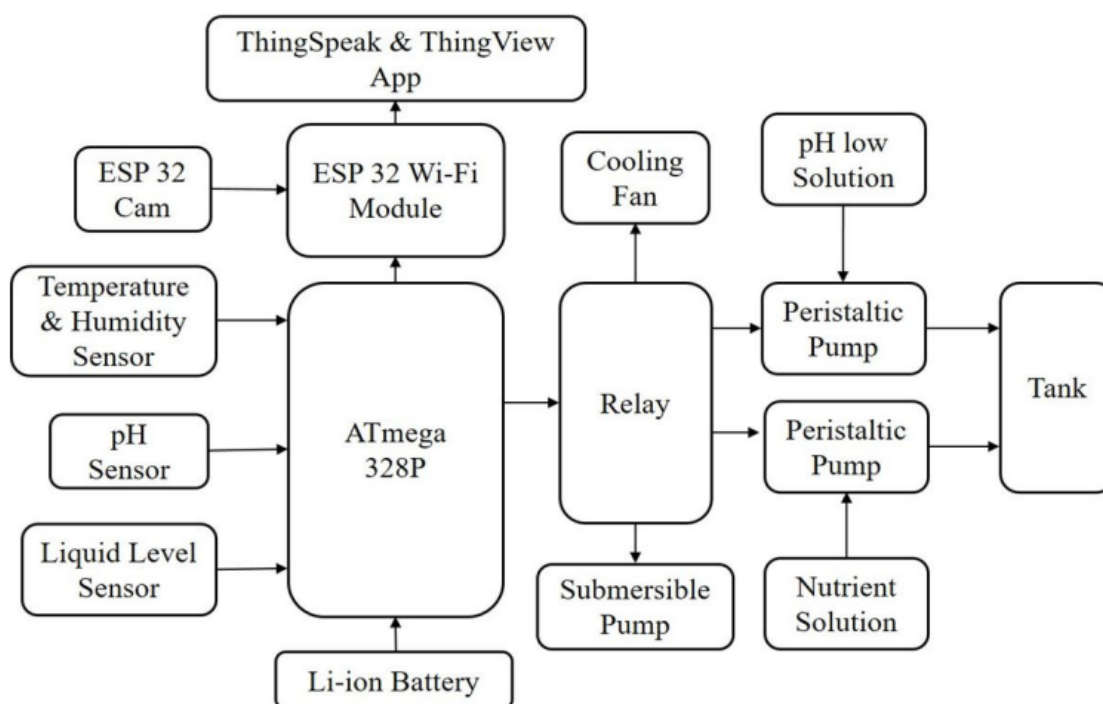 ThingSpeak & ThingView
App
ESP 32
Cam
ESP 32 Wi-Fi
Module
Cooling
Fan
pH low
Solution
Temperature
& Humidity
Sensor
pH
Sensor
Liquid Level
Sensor
ATmega
328P
Relay
Peristaltic
Pump
Peristaltic
Pump
Tank
Submersible
Pump
Nutrient
Solution
Li-ion Battery